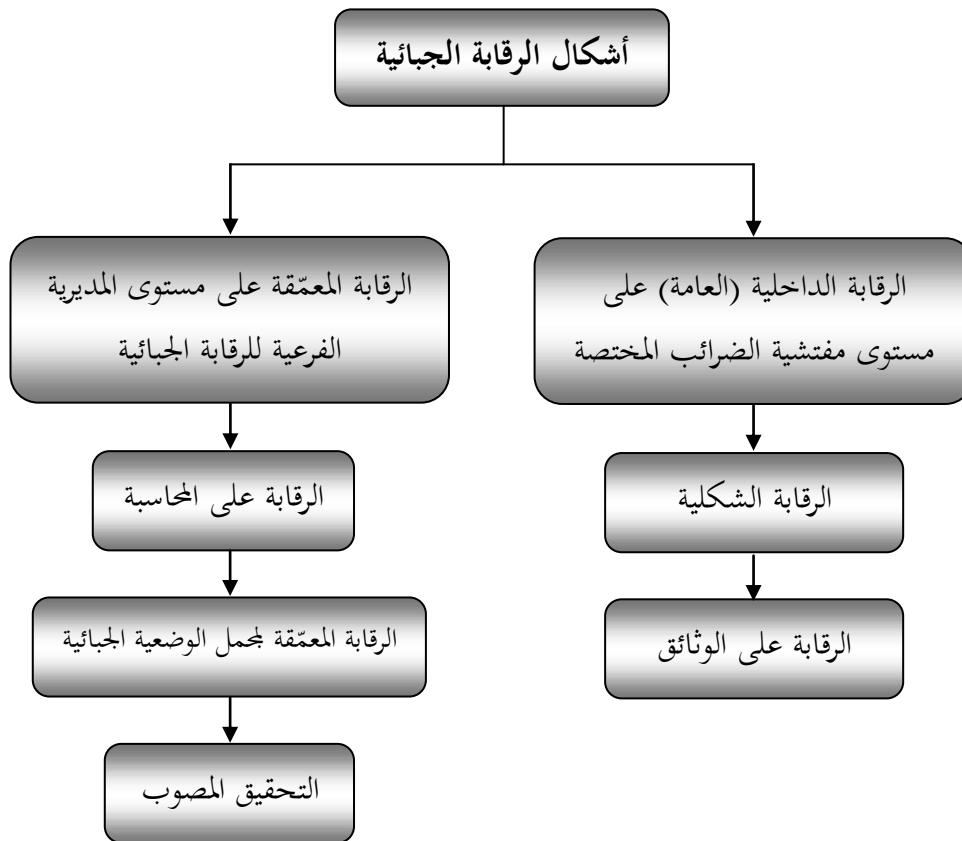 أشكال الرقابة الجبائية
الرقابة الداخلية (العامة) على
مستوى مفتشية الضرائب المختصة
الرقابة الشكلية
الرقابة على الوثائق
الرقابة المعمّقة على مستوى المديرية
الفرعية للرقابة الجبائية
الرقابة على المحاسبة
الرقابة المعمّقة لمجمل الوضعية الجبائية
التحقيق المصوب